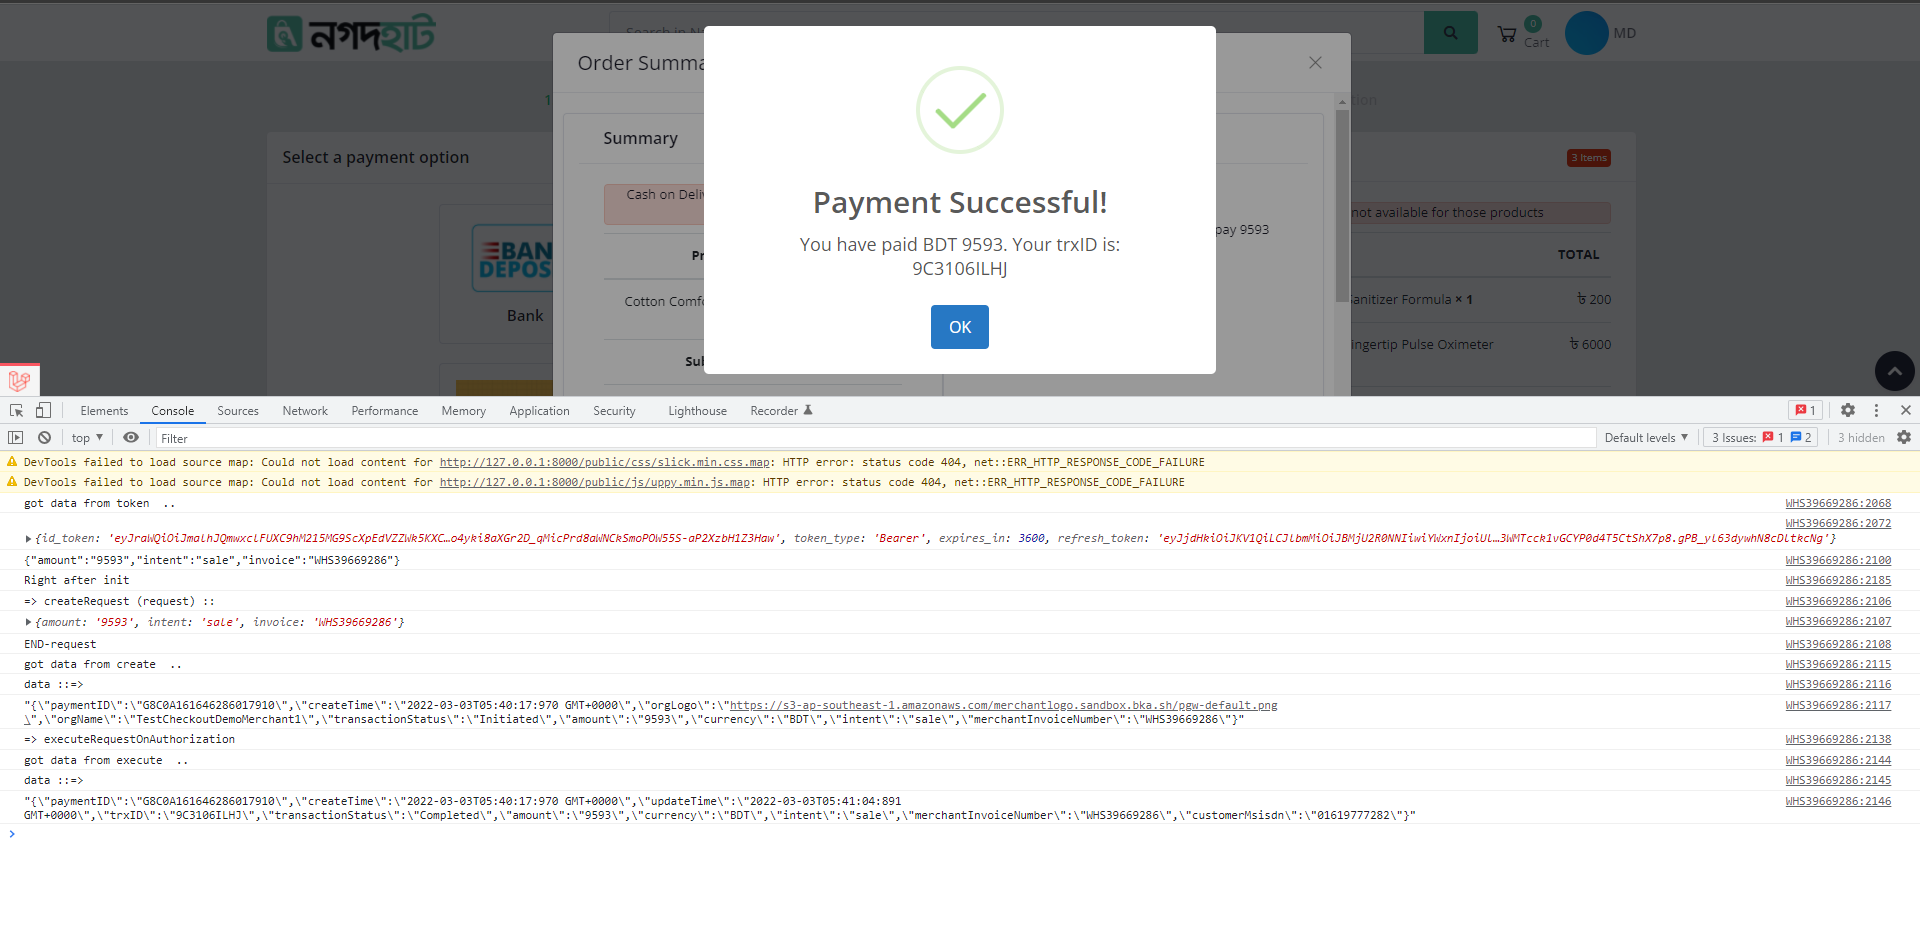 নগদহাট
Search in N
0
Cart
MD
Order Summa
1
tion
Select a payment option
Summary
3 Items
Cash on Deliv
Payment Successful!
You have paid BDT 9593. Your trxID is:
9C3106ILHJ
OK
pay 9593
not available for those products
BANK
DEPOS
Bank
Pr
TOTAL
Cotton Comfo
anitizer Formula × 1
৳ 200
ingertip Pulse Oximeter
৳ 6000
Sul
Elements Console Sources Network Performance Memory Application Security Lighthouse Recorder
1
top
Filter
Default levels
3 Issues: 1 2
3 hidden
DevTools failed to load source map: Could not load content for http://127.0.0.1:8000/public/css/slick.min.css.map: HTTP error: status code 404, net::ERR_HTTP_RESPONSE_CODE_FAILURE
DevTools failed to load source map: Could not load content for http://127.0.0.1:8000/public/js/uppy.min.js.map: HTTP error: status code 404, net::ERR_HTTP_RESPONSE_CODE_FAILURE
got data from token .. WHS39669286:2068
WHS39669286:2072
{id_token: token_type: 'Bearer', expires_in: 3600, refresh_token:
{"amount":"9593","intent":"sale","invoice":"WHS39669286"} WHS39669286:2100
Right after init WHS39669286:2185
=> createRequest (request) :: WHS39669286:2106
{amount: '9593', intent: 'sale', invoice: 'WHS39669286'} WHS39669286:2107
END-request WHS39669286:2108
got data from create .. WHS39669286:2115
data ::=> WHS39669286:2116
"{\"paymentID\":\"G8C0A161646286017910\",\"createTime\":\"2022-03-03T05:40:17:970 GMT+0000\",\"orgLogo\":\"https://s3-ap-southeast-1.amazonaws.com/merchantlogo.sandbox.bka.sh/pgw-default.png WHS39669286:2117
\",\"orgName\":\"TestCheckoutDemoMerchant1\",\"transactionStatus\":\"Initiated\",\"amount\":\"9593\",\"currency\":\"BDT\",\"intent\":\"sale\",\"merchantInvoiceNumber\":\"WHS39669286\"}"
=> executeRequestOnAuthorization WHS39669286:2138
got data from execute .. WHS39669286:2144
data ::=> WHS39669286:2145
"{\"paymentID\":\"G8C0A161646286017910\",\"createTime\":\"2022-03-03T05:40:17:970 GMT+0000\",\"updateTime\":\"2022-03-03T05:41:04:891 WHS39669286:2146
GMT+0000\",\"trxID\":\"9C3106ILHJ\",\"transactionStatus\":\"Completed\",\"amount\":\"9593\",\"currency\":\"BDT\",\"intent\":\"sale\",\"merchantInvoiceNumber\":\"WHS39669286\",\"customerMsisdn\":\"01619777282\"}"